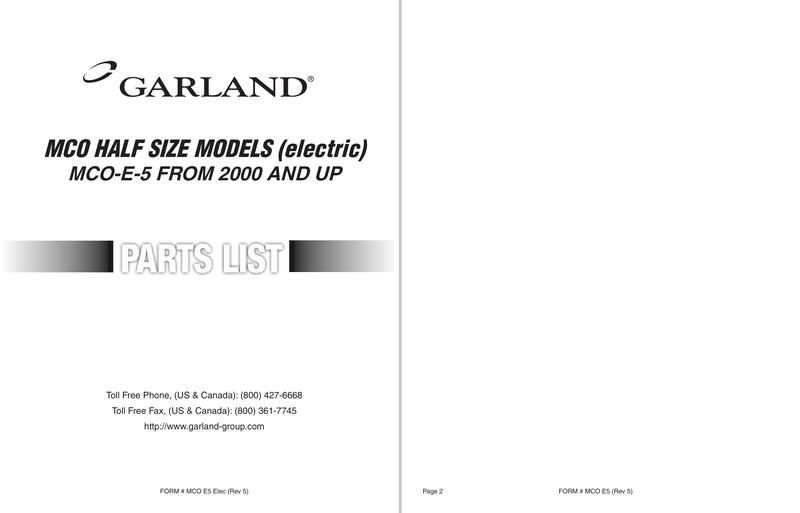 GARLAND®
MCO HALF SIZE MODELS (electric)
MCO-E-5 FROM 2000 AND UP
PARTS LIST
Toll Free Phone, (US & Canada): (800) 427-6668
Toll Free Fax, (US & Canada): (800) 361-7745
http://www.garland-group.com
FORM # MCO E5 Elec (Rev 5)
Page 2
FORM # MCO E5 (Rev 5)